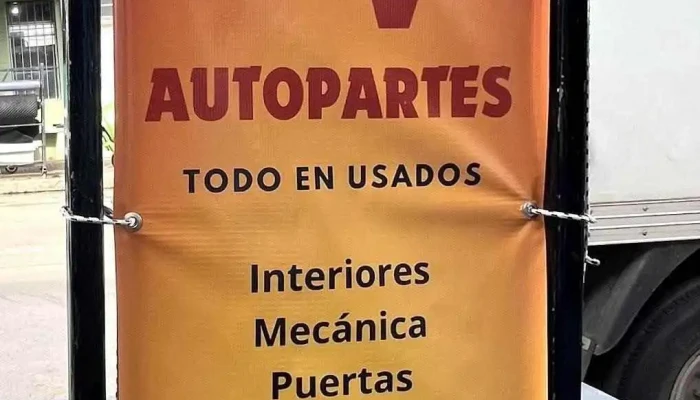 AUTOPARTES
TODO EN USADOS
Interiores
Mecánica
Puertas